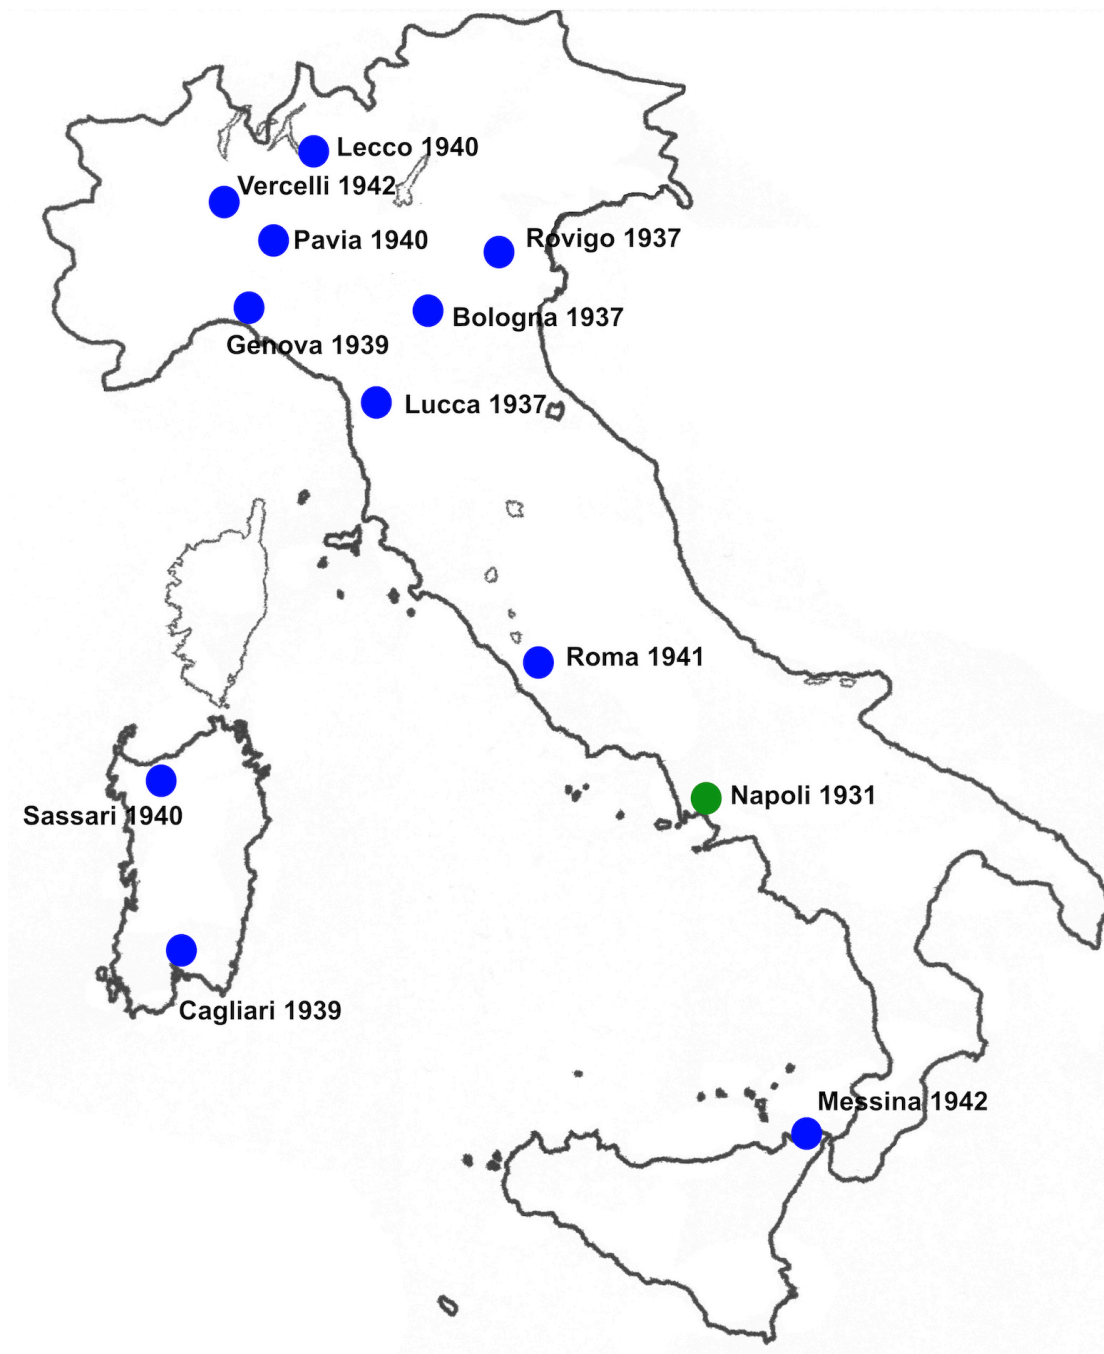 Lecco 1940
Vercelli 1942
Pavia 1940
Rovigo 1937
Bologna 1937
Genova 1939
Lucca 1937
Roma 1941
Napoli 1931
Sassari 1940
Cagliari 1939
Messina 1942